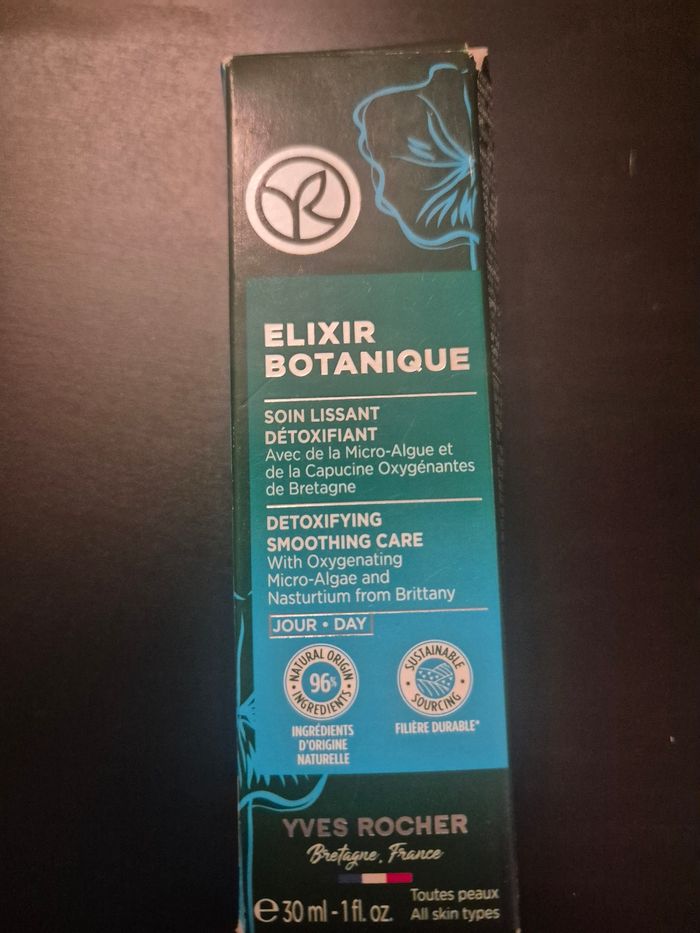 ELIXIR
BOTANIQUE
SOIN LISSANT
DÉTOXIFIANT
Avec de la Micro-Algue et
de la Capucine Oxygénantes
de Bretagne
DETOXIFYING
SMOOTHING CARE
With Oxygenating
Micro-Algae and
Nasturtium from Brittany
JOUR • DAY
NATURAL ORIGIN
96%
INGREDIENTS
INGRÉDIENTS
D'ORIGINE
NATURELLE
SUSTAINABLE
SOURCING
FILIÈRE DURABLE*
YVES ROCHER
Bretagne, France
℮ 30 ml - 1 fl. oz.
Toutes peaux
All skin types